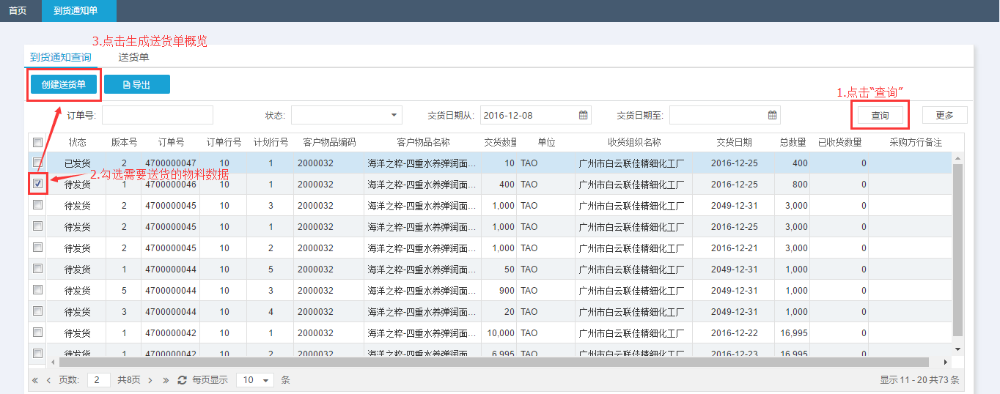 首页 到货通知单
3.点击生成送货单概览
到货通知查询 送货单
创建送货单 导出
1.点击“查询”
订单号: 状态: 交货日期从: 2016-12-08 交货日期至: 查询 更多
状态 版本号 订单号 订单行号 计划行号 客户物品编码 客户物品名称 交货数量 单位 收货组织名称 交货日期 总数量 已收货数量 采购方行备注
已发货 2 4700000047 10 1 2000032 海洋之粹-四重水养弹润面... 10 TAO 广州市白云联佳精细化工厂 2016-12-25 400 0
2.勾选需要送货的物料数据
待发货 1 4700000046 10 1 2000032 海洋之粹-四重水养弹润面... 400 TAO 广州市白云联佳精细化工厂 2016-12-25 800 0
待发货 2 4700000045 10 3 2000032 海洋之粹-四重水养弹润面... 1,000 TAO 广州市白云联佳精细化工厂 2049-12-31 3,000 0
待发货 2 4700000045 10 1 2000032 海洋之粹-四重水养弹润面... 1,000 TAO 广州市白云联佳精细化工厂 2016-12-25 3,000 0
待发货 2 4700000045 10 2 2000032 海洋之粹-四重水养弹润面... 1,000 TAO 广州市白云联佳精细化工厂 2016-12-21 3,000 0
待发货 1 4700000044 10 5 2000032 海洋之粹-四重水养弹润面... 50 TAO 广州市白云联佳精细化工厂 2049-12-31 1,000 0
待发货 5 4700000044 10 3 2000032 海洋之粹-四重水养弹润面... 900 TAO 广州市白云联佳精细化工厂 2049-12-31 1,000 0
待发货 3 4700000044 10 4 2000032 海洋之粹-四重水养弹润面... 20 TAO 广州市白云联佳精细化工厂 2049-12-31 1,000 0
待发货 1 4700000042 10 1 2000032 海洋之粹-四重水养弹润面... 10,000 TAO 广州市白云联佳精细化工厂 2016-12-22 16,995 0
待发货 1 4700000042 10 2 2000032 海洋之粹-四重水养弹润面... 6,995 TAO 广州市白云联佳精细化工厂 2016-12-23 16,995 0
页数: 2 共8页 每页显示 10 条 显示 11 - 20 共73 条